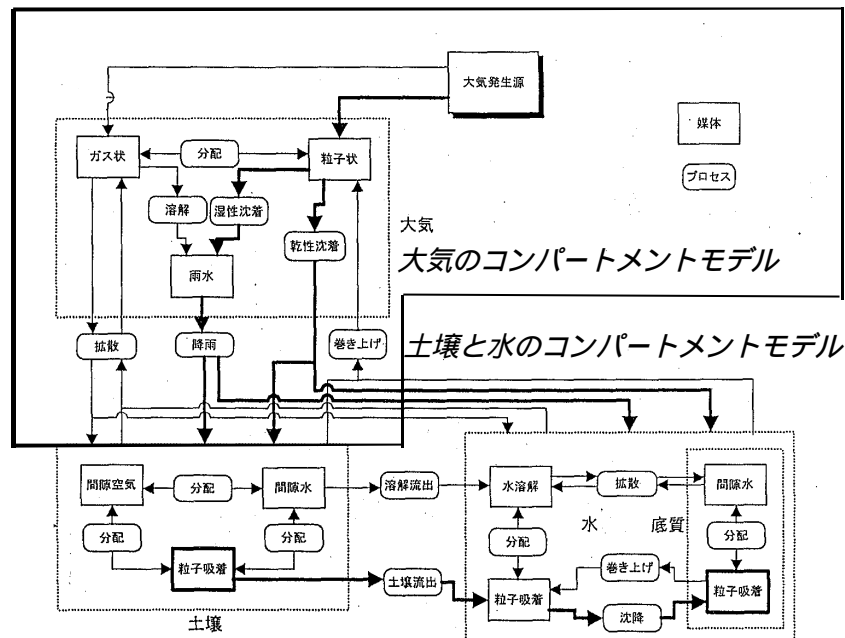 大気発生源
媒体
プロセス
ガス状
分配
粒子状
溶解
湿性沈着
乾性沈着
大気
雨水
大気のコンパートメントモデル
拡散
降雨
巻き上げ
土壌と水のコンパートメントモデル
間隙空気
分配
間隙水
溶解流出
水溶解
拡散
間隙水
分配
分配
分配
水
底質
分配
粒子吸着
土壌流出
粒子吸着
巻き上げ
粒子吸着
沈降
土壌